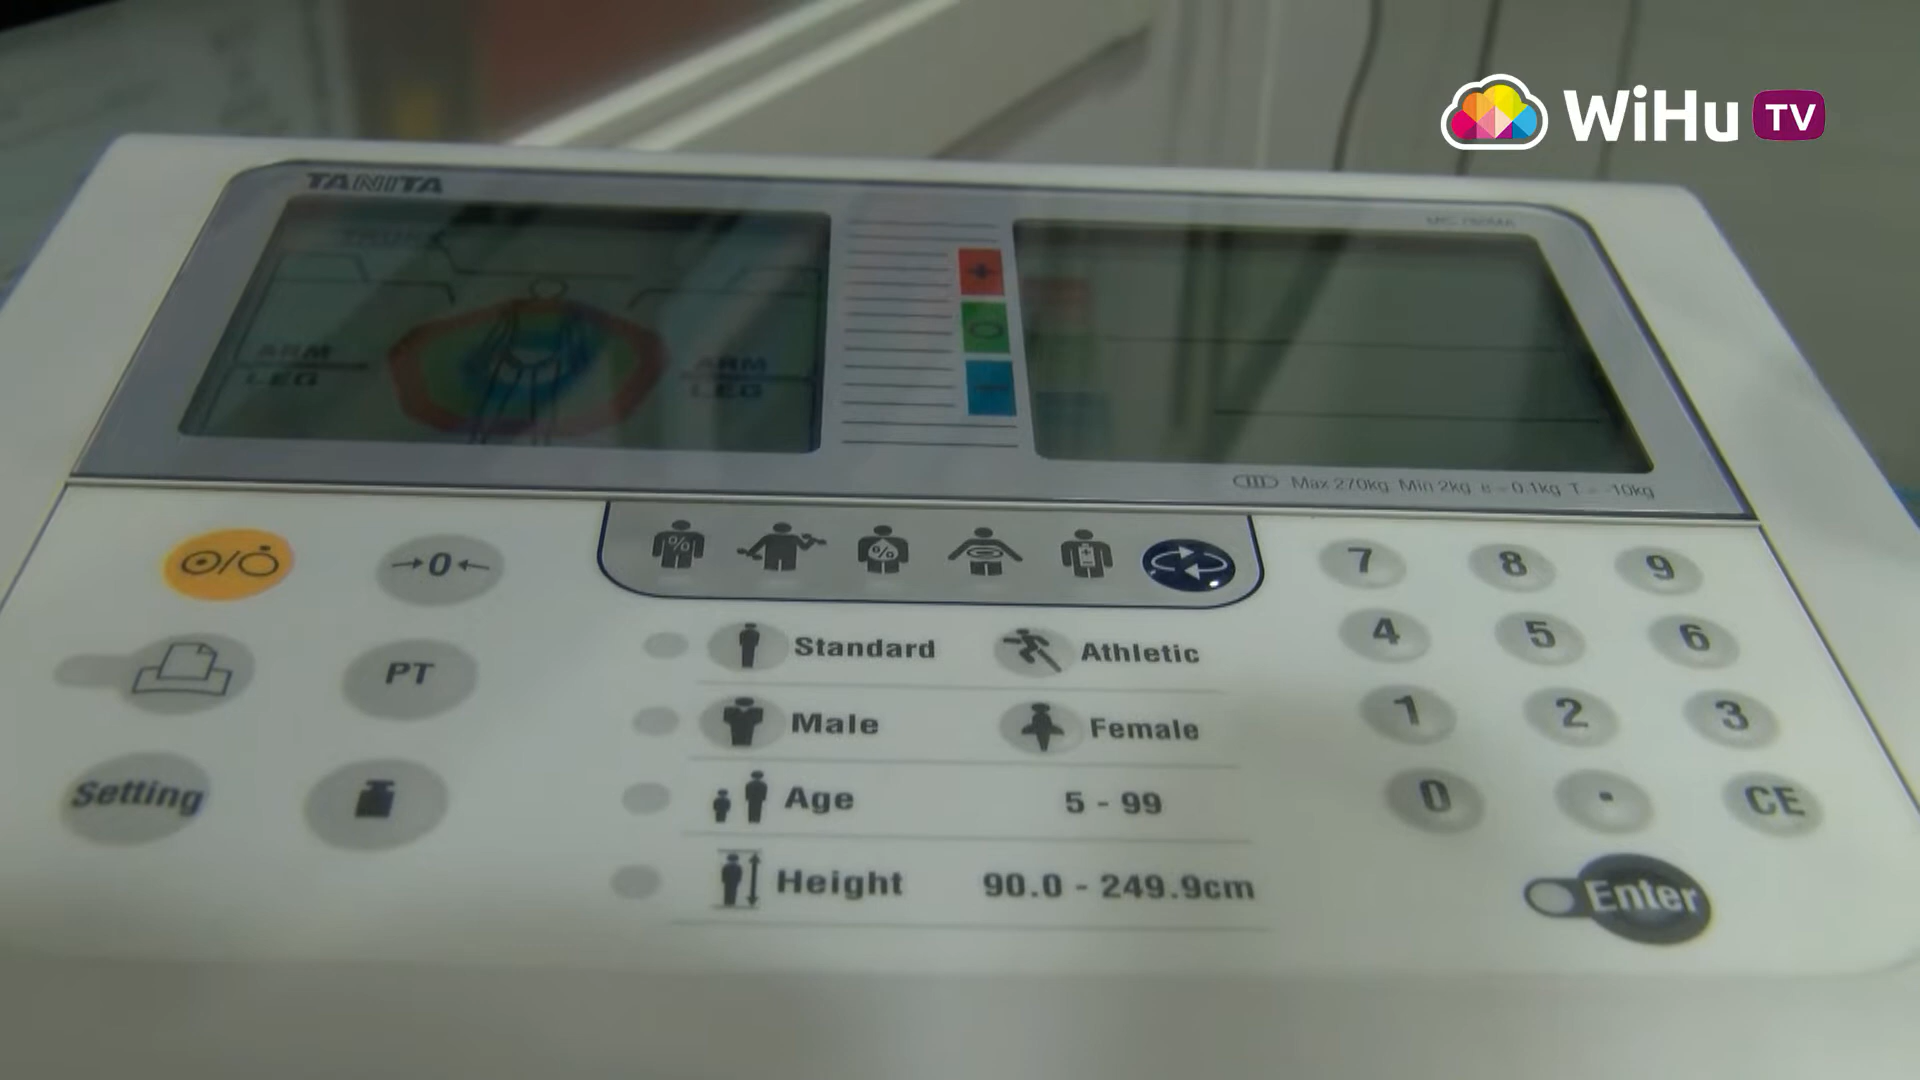 WiHu TV
TANITA
TRUNK
ARM
LEG
ARM
LEG
Max 270kg Min 2kg e=0.1kg T=-10kg
→0←
PT
Setting
Standard
Athletic
Male
Female
Age
5 - 99
Height
90.0 - 249.9cm
7 8 9
4 5 6
1 2 3
0 . CE
Enter